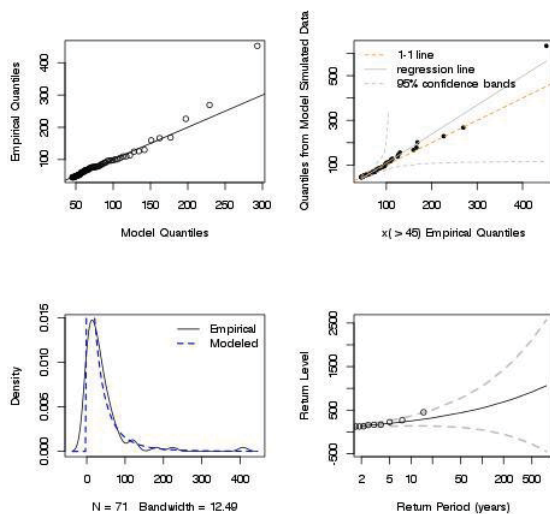 Empirical Quantiles
100 200 300 400
50 100 150 200 250 300
Model Quantiles
Quantiles from Model Simulated Data
100 300 500
1-1 line
regression line
95% confidence bands
100 200 300 400
x( > 45) Empirical Quantiles
Density
0.000 0.005 0.010 0.015
Empirical
Modeled
0 100 200 300 400
N = 71 Bandwidth = 12.49
Return Level
-500 500 1500 2500
2 5 10 50 200 500
Return Period (years)